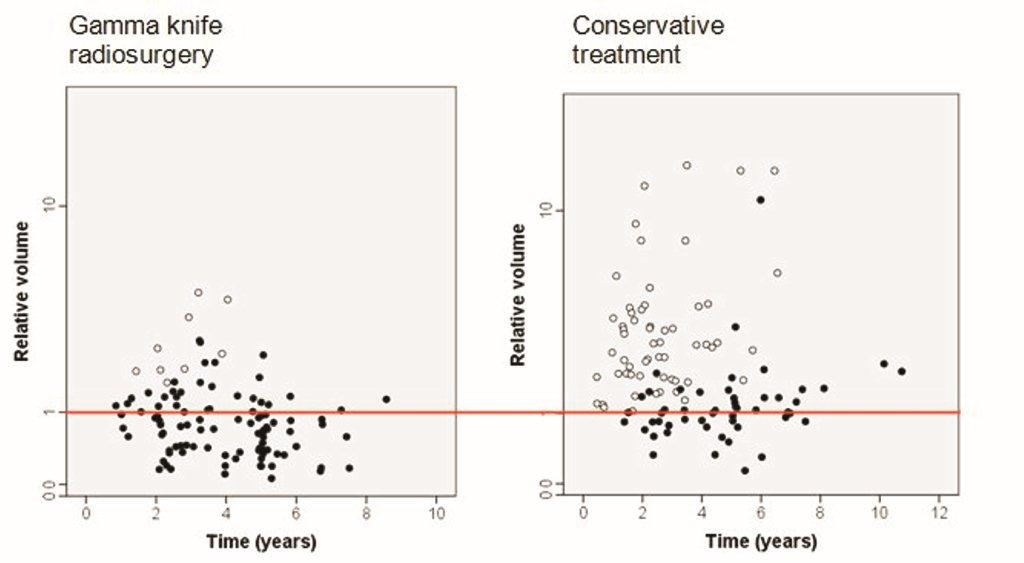 Gamma knife
radiosurgery
Conservative
treatment
Relative volume
10
1
0.0
0
2
4
6
8
10
Time (years)
Relative volume
10
0.0
0
2
4
6
8
10
12
Time (years)